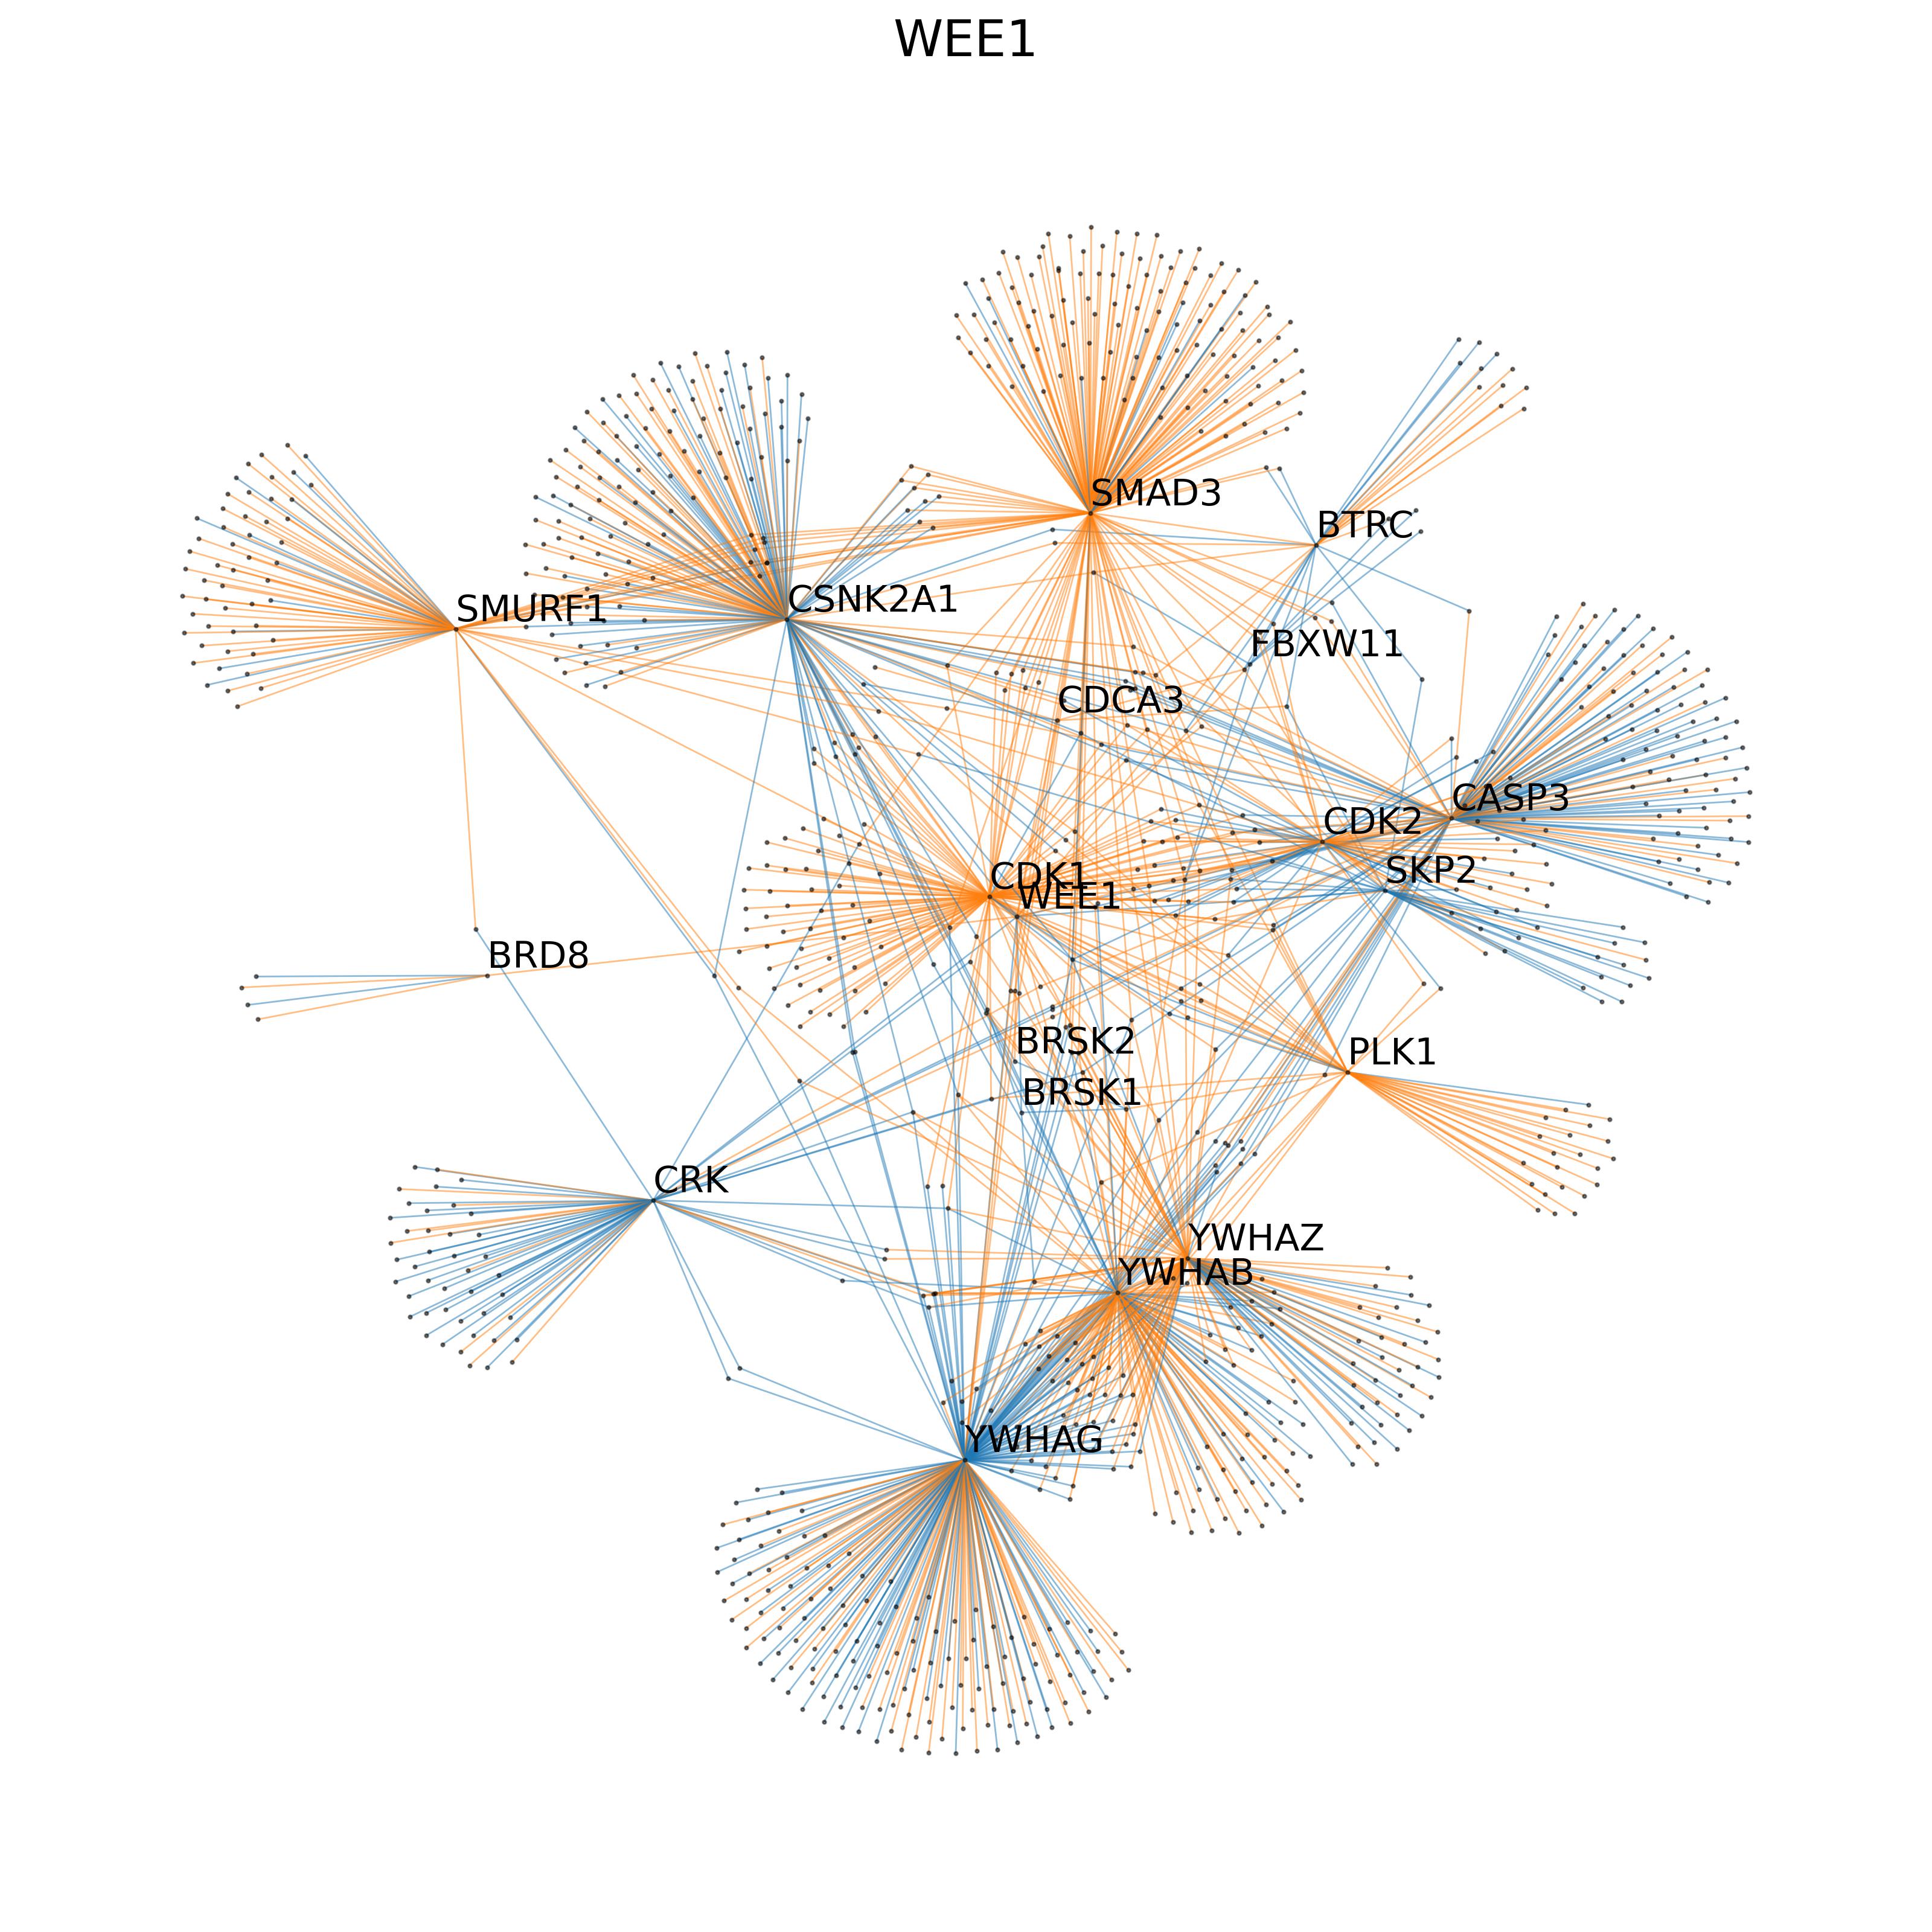 WEE1
SMAD3
BTRC
CSNK2A1
SMURF1
FBXW11
CDCA3
CASP3
CDK2
SKP2
CDK1
WEE1
BRD8
BRSK2
PLK1
BRSK1
CRK
YWHAZ
YWHAB
YWHAG